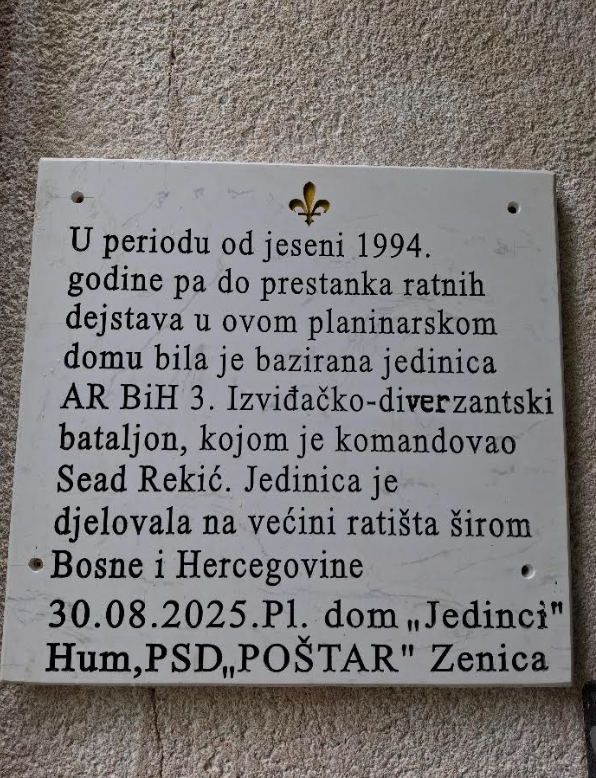 U periodu od jeseni 1994.
godine pa do prestanka ratnih
dejstava u ovom planinarskom
domu bila je bazirana jedinica
AR BiH 3. Izviđačko-diverzantski
bataljon, kojom je komandovao
Sead Rekić. Jedinica je
djelovala na većini ratišta širom
Bosne i Hercegovine
30.08.2025.Pl. dom „Jedinci"
Hum,PSD„POŠTAR" Zenica